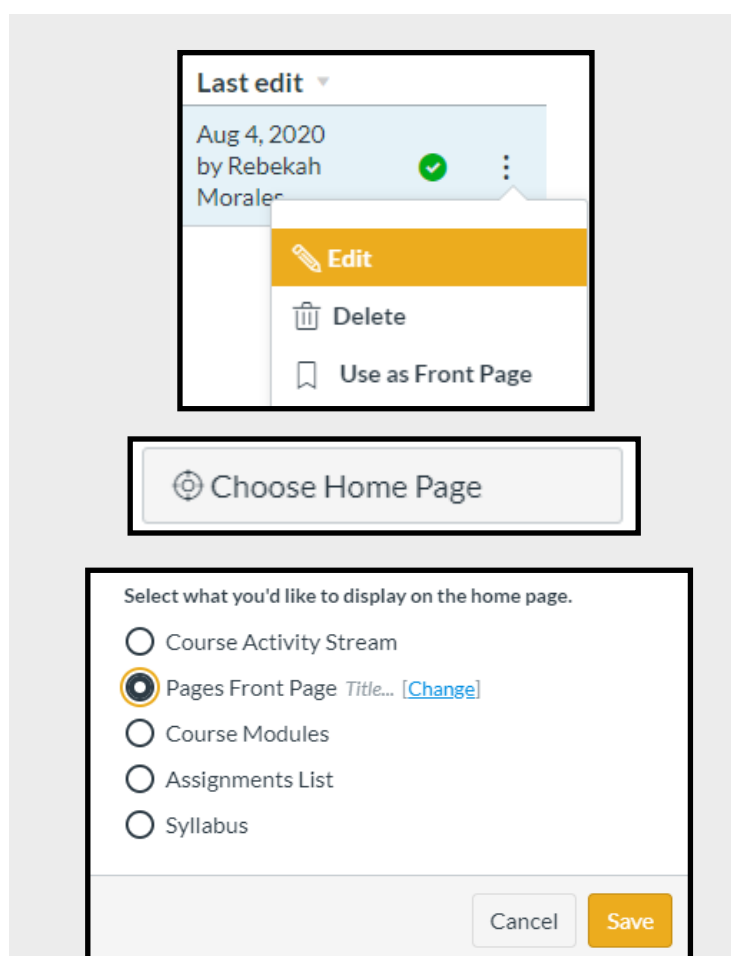 Last edit
Aug 4, 2020
by Rebekah
Morales
Edit
Delete
Use as Front Page
Choose Home Page
Select what you'd like to display on the home page.
Course Activity Stream
Pages Front Page Title... [Change]
Course Modules
Assignments List
Syllabus
Cancel Save